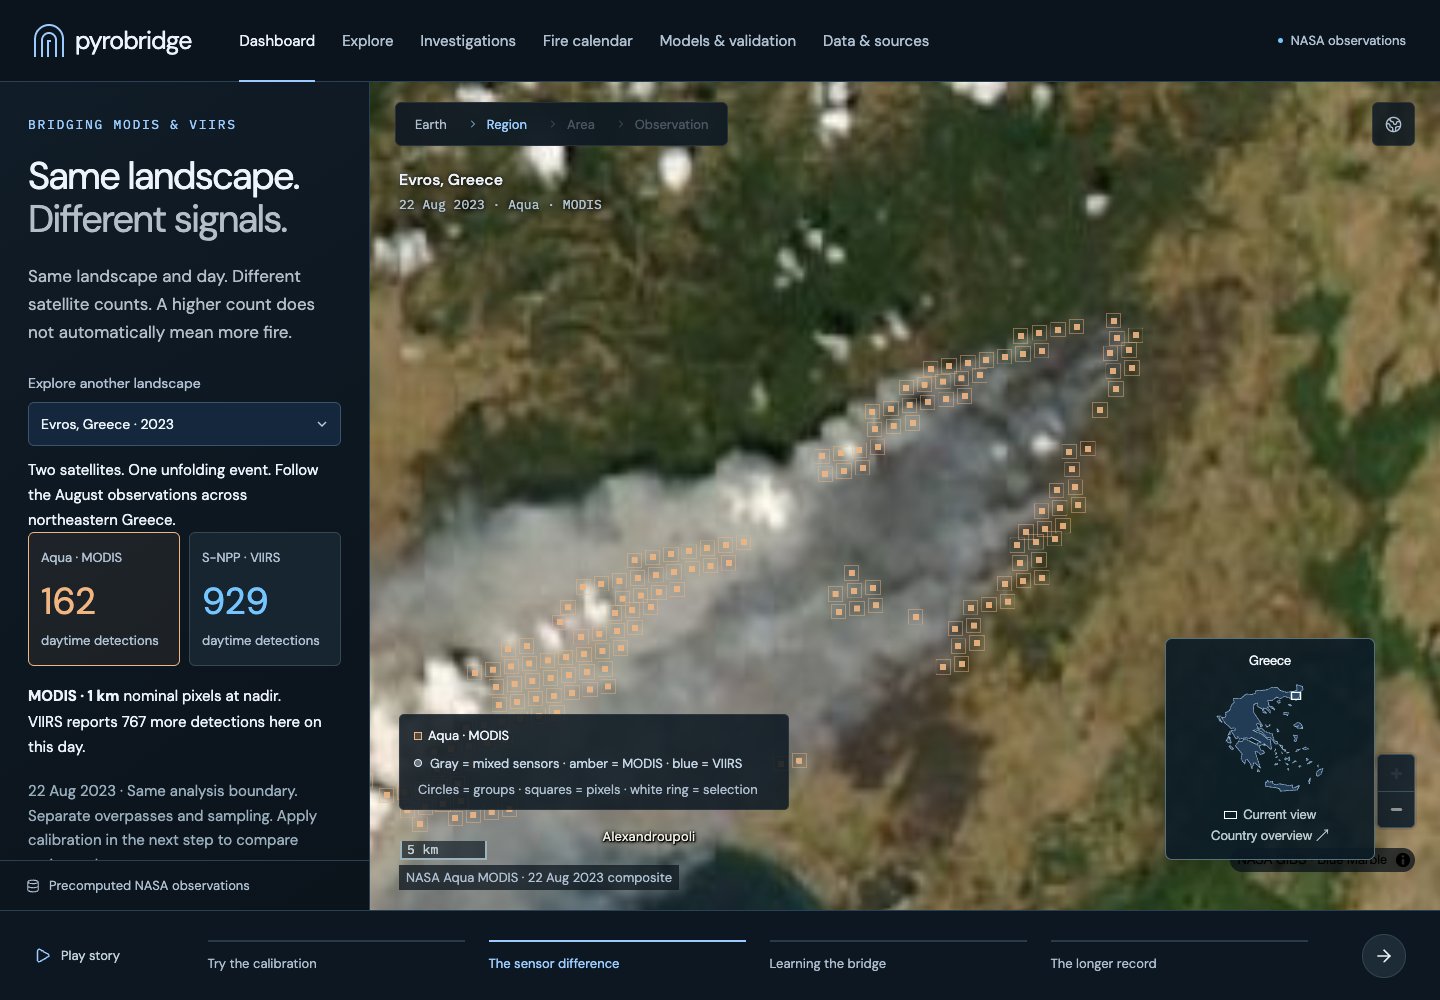 pyrobridge
Dashboard
Explore
Investigations
Fire calendar
Models & validation
Data & sources
NASA observations
BRIDGING MODIS & VIIRS
Same landscape.
Different signals.
Same landscape and day. Different
satellite counts. A higher count does
not automatically mean more fire.
Explore another landscape
Evros, Greece · 2023
Two satellites. One unfolding event. Follow
the August observations across
northeastern Greece.
Aqua · MODIS
162
daytime detections
S-NPP · VIIRS
929
daytime detections
MODIS · 1 km nominal pixels at nadir.
VIIRS reports 767 more detections here on
this day.
22 Aug 2023 · Same analysis boundary.
Separate overpasses and sampling. Apply
calibration in the next step to compare
Precomputed NASA observations
Earth
Region
Area
Observation
Evros, Greece
22 Aug 2023 · Aqua · MODIS
Aqua · MODIS
Gray = mixed sensors · amber = MODIS · blue = VIIRS
Circles = groups · squares = pixels · white ring = selection
Alexandroupoli
5 km
NASA Aqua MODIS · 22 Aug 2023 composite
Greece
Current view
Country overview ↗
NASA GIBS · Blue Marble
Play story
Try the calibration
The sensor difference
Learning the bridge
The longer record